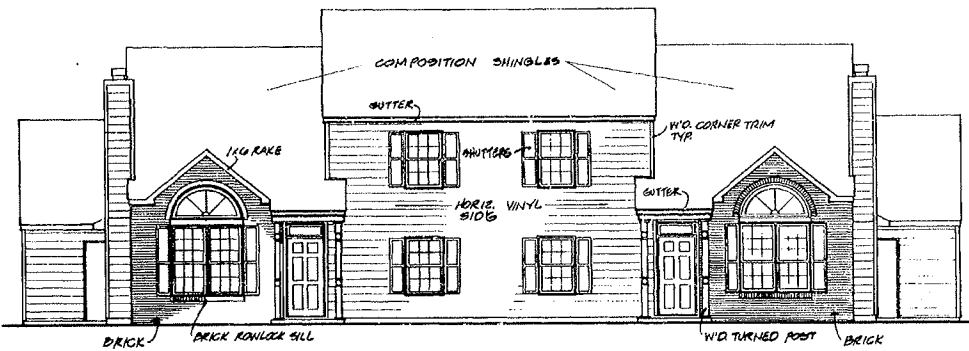 COMPOSITION SHINGLES
GUTTER
W'D. CORNER TRIM
TYP.
1x6 RAKE
SHUTTERS
GUTTER
HORIZ. VINYL
SID'G
BRICK
BRICK ROWLOCK SILL
W'D. TURNED POST
BRICK